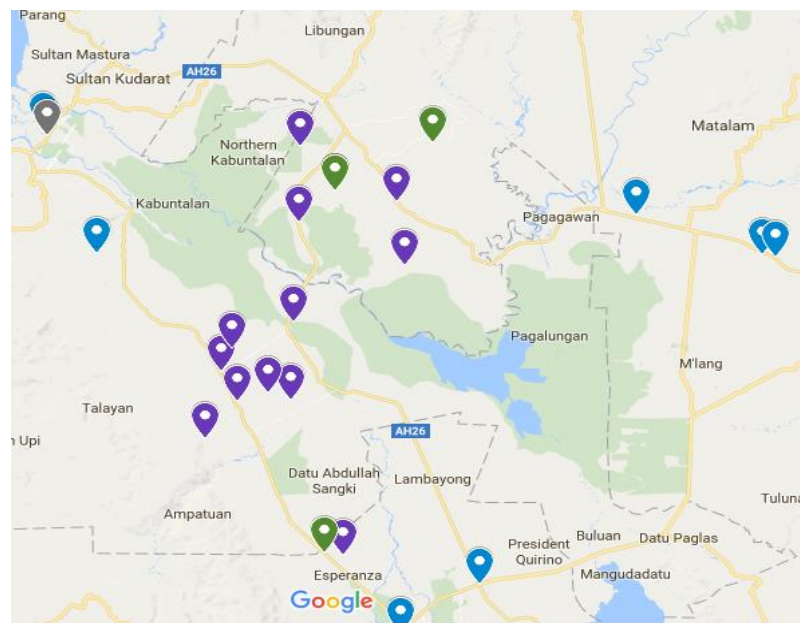 Parang
Libungan
Sultan Mastura
AH26
Sultan Kudarat
Matalam
Northern
Kabuntalan
Kabuntalan
Pagagawan
Pagalungan
M'lang
Talayan
Upi
AH26
Datu Abdullah
Sangki
Lambayong
Tuluna
Ampatuan
Buluan
Datu Paglas
President
Quirino
Esperanza
Mangudadatu
Google